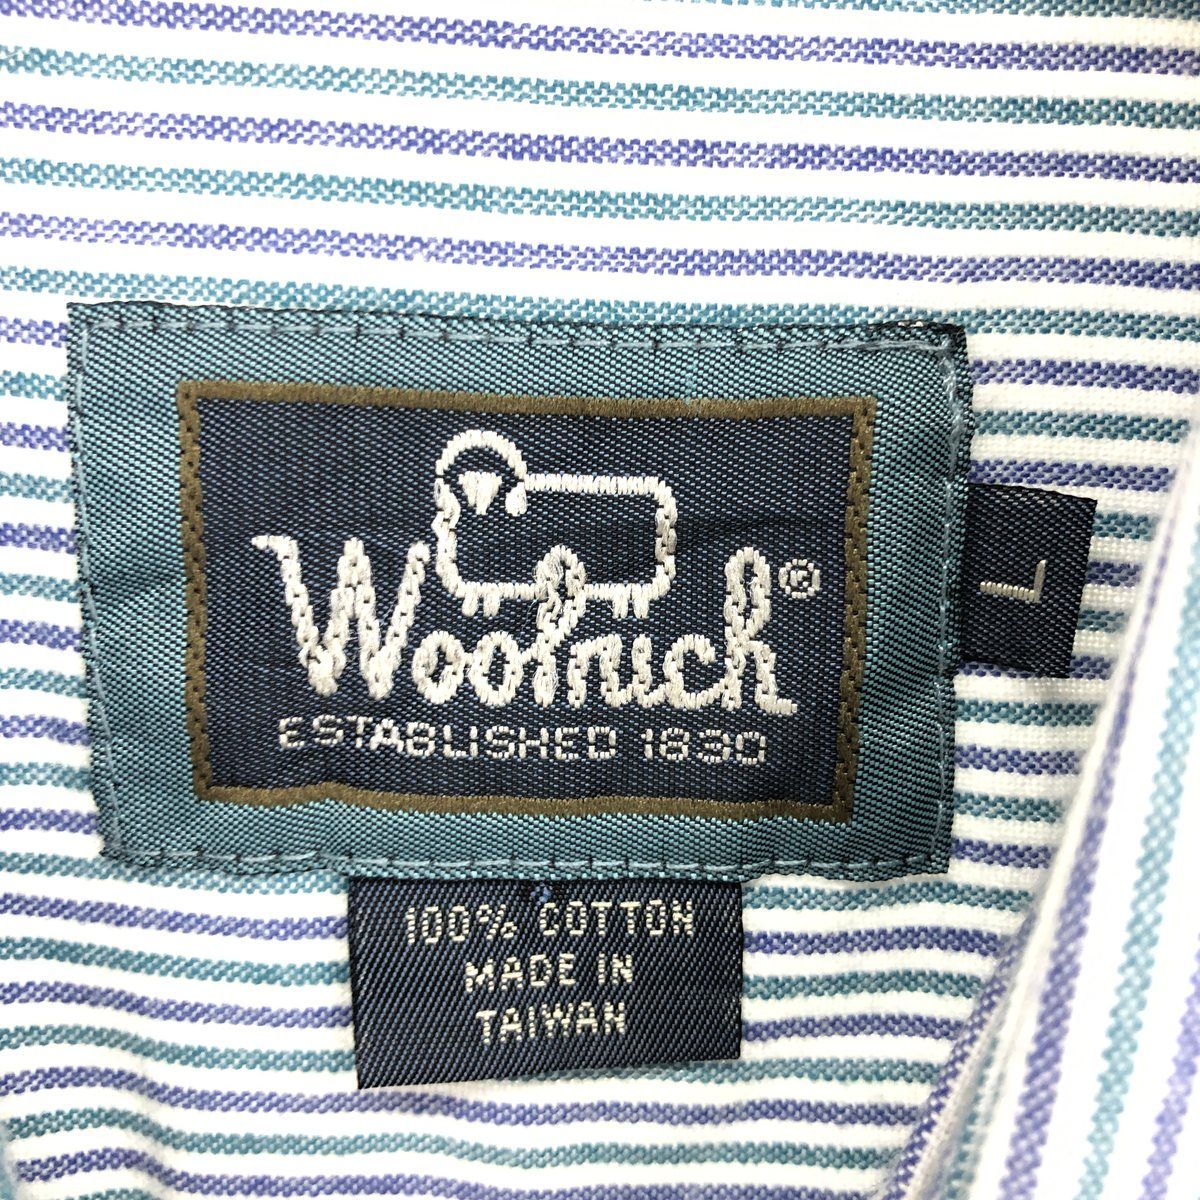 Woolrich®
ESTABLISHED 1830
L
100% COTTON
MADE IN
TAIWAN